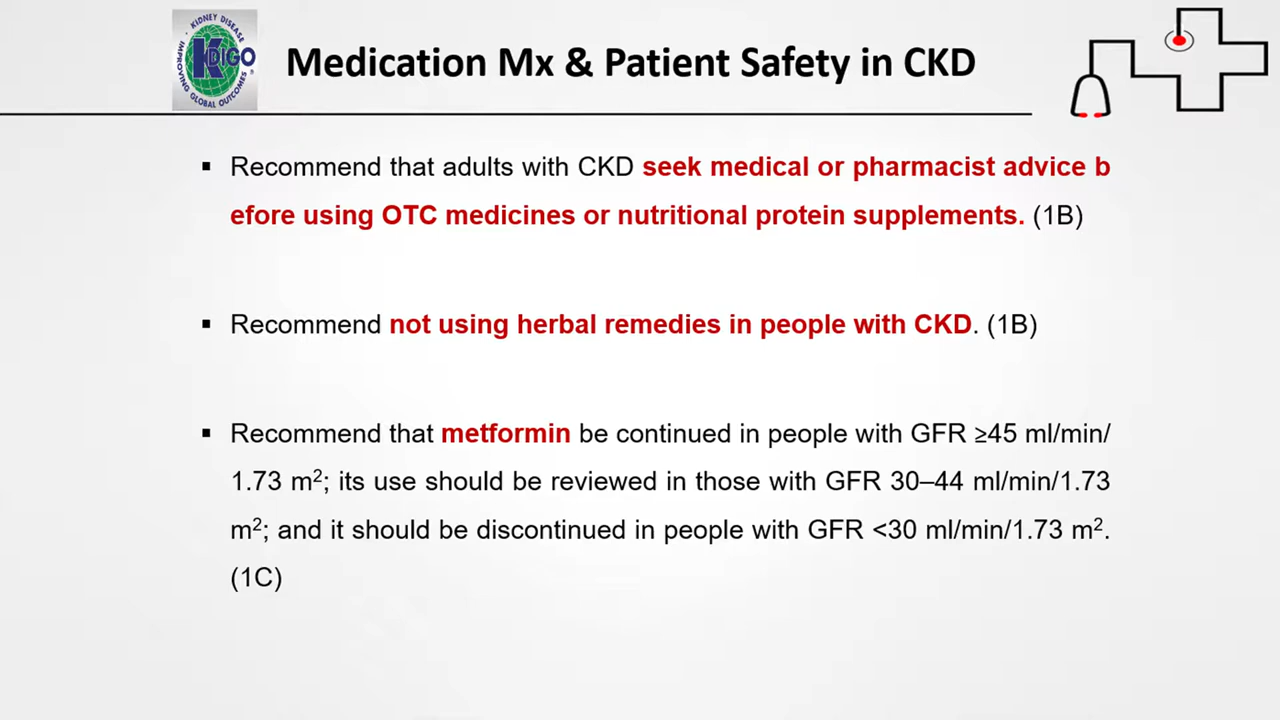 KIDNEY DISEASE
KDIGO
IMPROVING GLOBAL OUTCOMES
®
Medication Mx & Patient Safety in CKD
▪ Recommend that adults with CKD seek medical or pharmacist advice b
efore using OTC medicines or nutritional protein supplements. (1B)
▪ Recommend not using herbal remedies in people with CKD. (1B)
▪ Recommend that metformin be continued in people with GFR ≥45 ml/min/
1.73 m²; its use should be reviewed in those with GFR 30–44 ml/min/1.73
m²; and it should be discontinued in people with GFR <30 ml/min/1.73 m².
(1C)